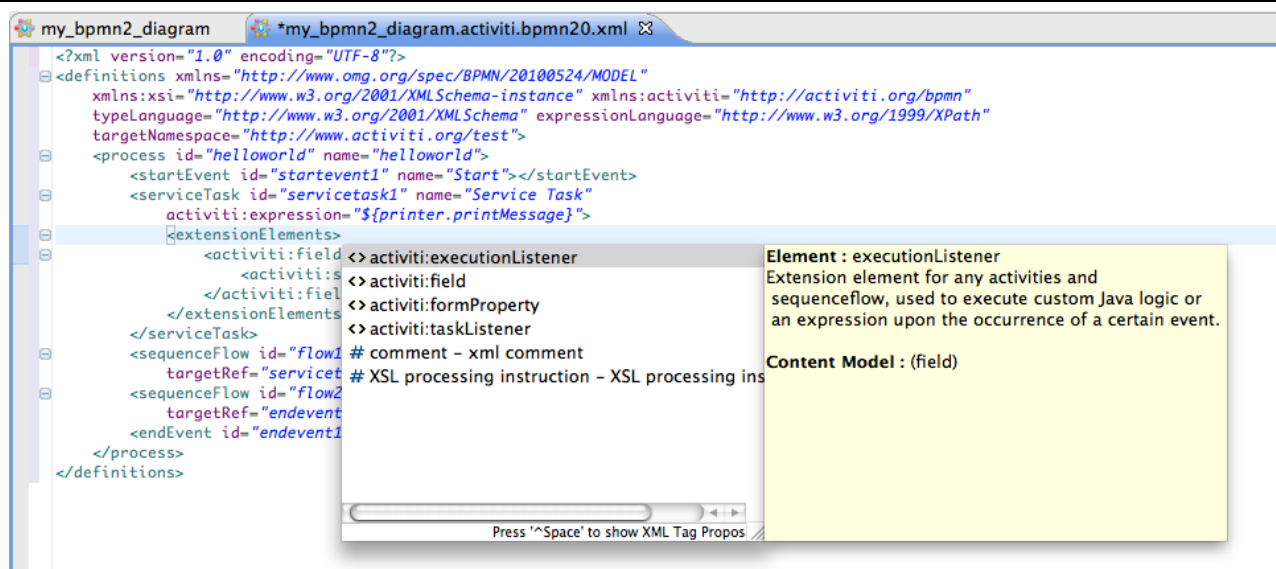 my_bpmn2_diagram
*my_bpmn2_diagram.activiti.bpmn20.xml
<?xml version="1.0" encoding="UTF-8"?>
<definitions xmlns="http://www.omg.org/spec/BPMN/20100524/MODEL"
xmlns:xsi="http://www.w3.org/2001/XMLSchema-instance" xmlns:activiti="http://activiti.org/bpmn"
typeLanguage="http://www.w3.org/2001/XMLSchema" expressionLanguage="http://www.w3.org/1999/XPath"
targetNamespace="http://www.activiti.org/test">
<process id="helloworld" name="helloworld">
<startEvent id="startevent1" name="Start"></startEvent>
<serviceTask id="servicetask1" name="Service Task"
activiti:expression="${printer.printMessage}">
<extensionElements>
<activiti:field
<activiti:s
</activiti:fiel
</extensionElements
</serviceTask>
<sequenceFlow id="flow1
targetRef="servicet
<sequenceFlow id="flow2
targetRef="endevent
<endEvent id="endevent1
</process>
</definitions>
<> activiti:executionListener
<> activiti:field
<> activiti:formProperty
<> activiti:taskListener
# comment - xml comment
# XSL processing instruction - XSL processing ins
Press '^Space' to show XML Tag Propos
Element : executionListener
Extension element for any activities and
sequenceflow, used to execute custom Java logic or
an expression upon the occurrence of a certain event.
Content Model : (field)